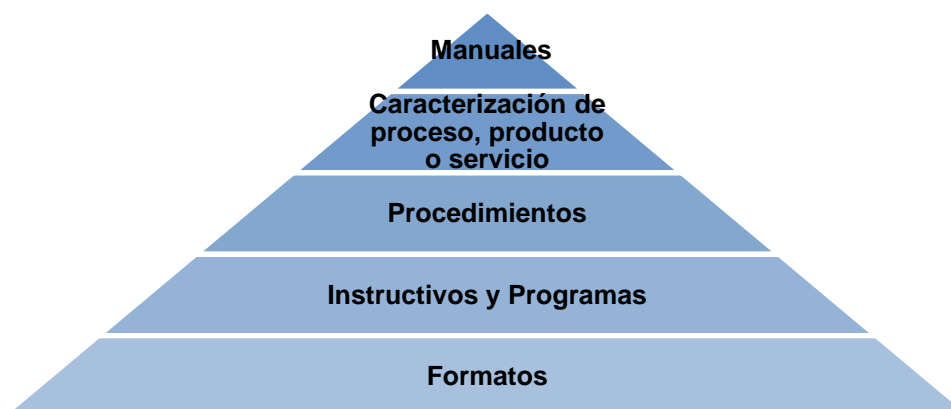 Manuales
Caracterización de
proceso, producto
o servicio
Procedimientos
Instructivos y Programas
Formatos